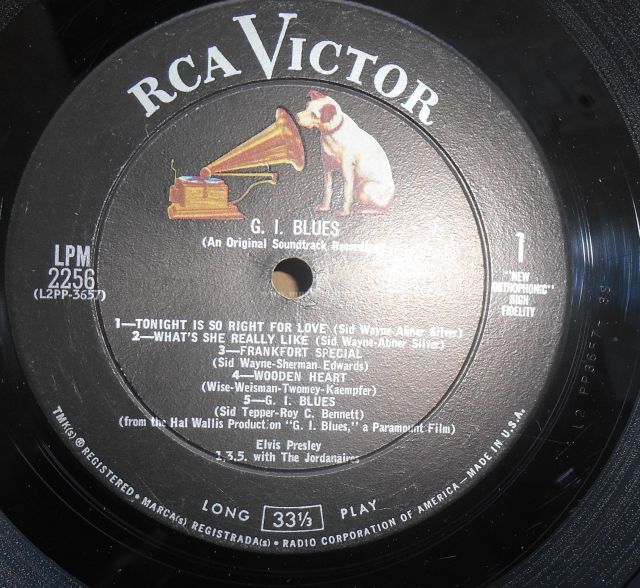 RCA VICTOR
G. I. BLUES
(An Original Soundtrack Recording)
LPM
2256
(L2PP-3657)
1
"NEW
ORTHOPHONIC"
HIGH
FIDELITY
1—TONIGHT IS SO RIGHT FOR LOVE (Sid Wayne-Abner Silver)
2—WHAT'S SHE REALLY LIKE (Sid Wayne-Abner Silver)
3—FRANKFORT SPECIAL
(Sid Wayne-Sherman Edwards)
4—WOODEN HEART
(Wise-Weisman-Twomey-Kaempfer)
5—G. I. BLUES
(Sid Tepper-Roy C. Bennett)
(from the Hal Wallis Production "G. I. Blues," a Paramount Film)
Elvis Presley
1,3,5. with The Jordanaires
LONG 33⅓ PLAY
TMK(s) ® REGISTERED • MARCA(s) REGISTRADA(s) • RADIO CORPORATION OF AMERICA—MADE IN U.S.A.